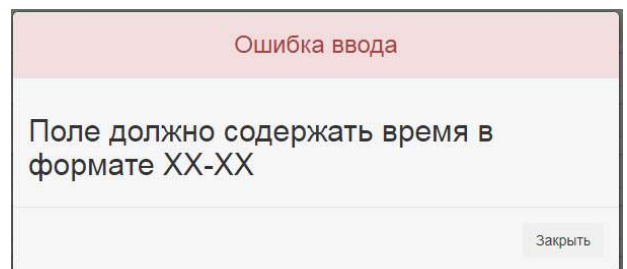 Ошибка ввода
Поле должно содержать время в
формате ХХ-ХХ
Закрыть